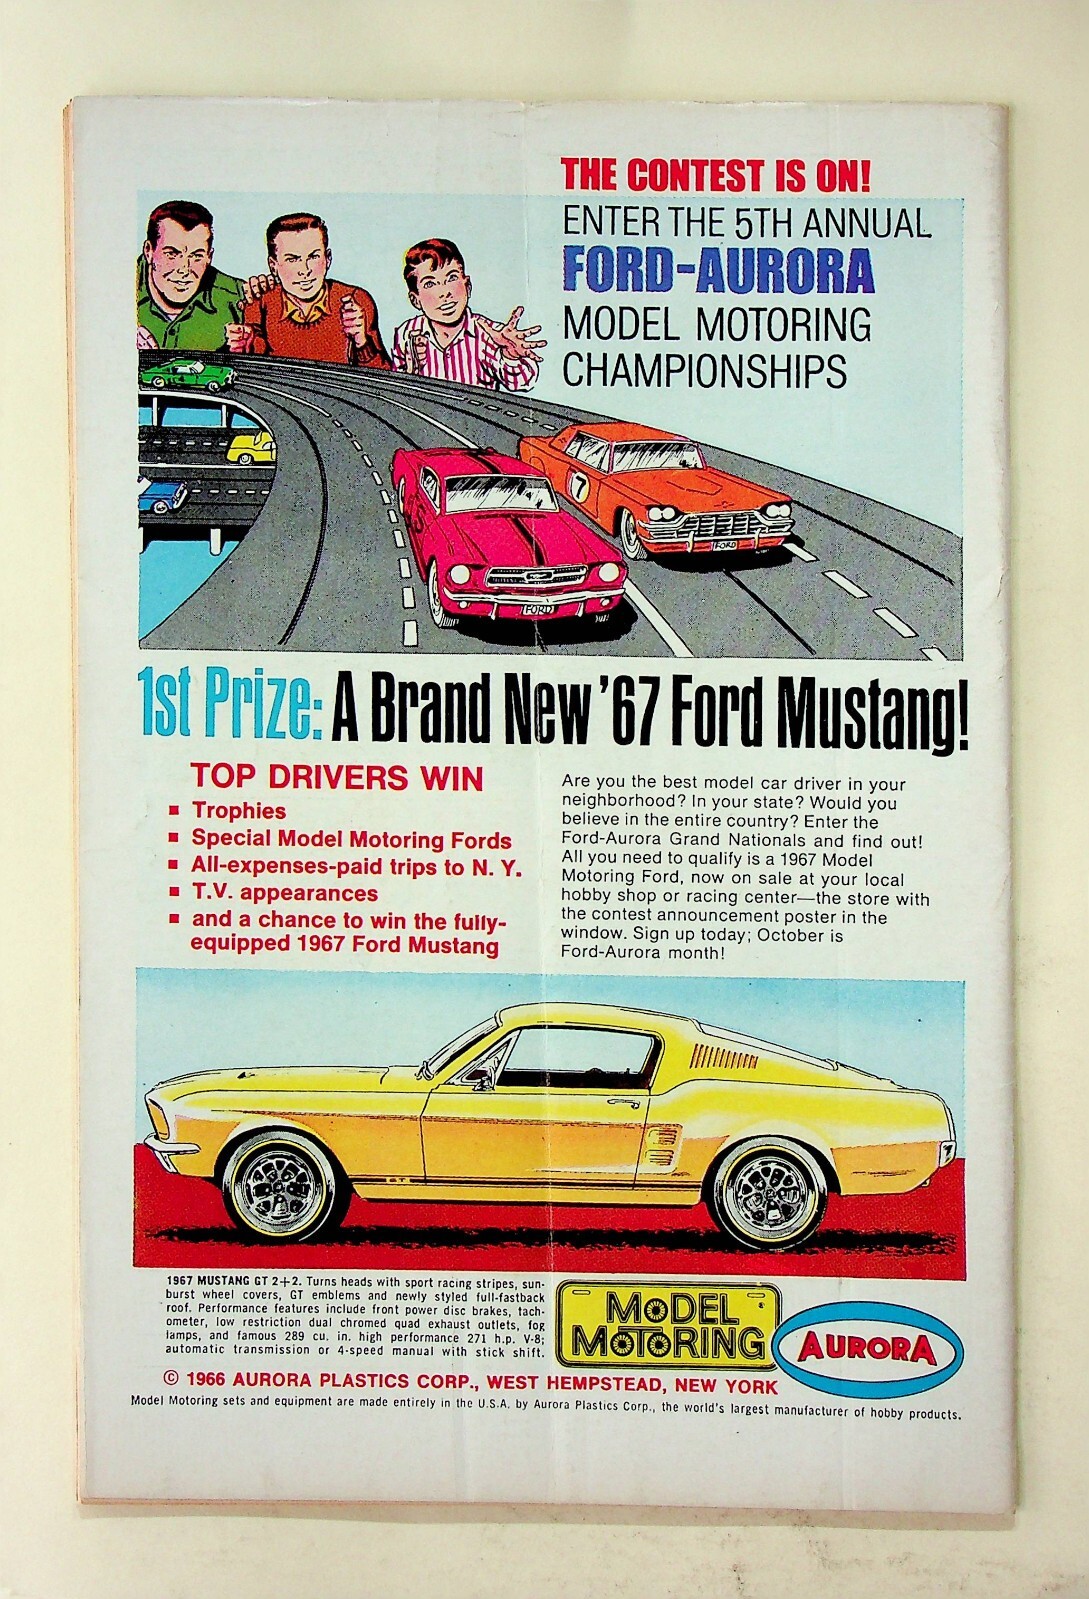 THE CONTEST IS ON!
ENTER THE 5TH ANNUAL
FORD-AURORA
MODEL MOTORING
CHAMPIONSHIPS
7
FORD
FORD
1st Prize: A Brand New '67 Ford Mustang!
TOP DRIVERS WIN
▪ Trophies
▪ Special Model Motoring Fords
▪ All-expenses-paid trips to N. Y.
▪ T.V. appearances
▪ and a chance to win the fully-
equipped 1967 Ford Mustang
Are you the best model car driver in your
neighborhood? In your state? Would you
believe in the entire country? Enter the
Ford-Aurora Grand Nationals and find out!
All you need to qualify is a 1967 Model
Motoring Ford, now on sale at your local
hobby shop or racing center—the store with
the contest announcement poster in the
window. Sign up today; October is
Ford-Aurora month!
1967 MUSTANG GT 2+2. Turns heads with sport racing stripes, sun-
burst wheel covers, GT emblems and newly styled full-fastback
roof. Performance features include front power disc brakes, tach-
ometer, low restriction dual chromed quad exhaust outlets, fog
lamps, and famous 289 cu. in. high performance 271 h.p. V-8;
automatic transmission or 4-speed manual with stick shift.
MODEL
MOTORING
AURORA
© 1966 AURORA PLASTICS CORP., WEST HEMPSTEAD, NEW YORK
Model Motoring sets and equipment are made entirely in the U.S.A. by Aurora Plastics Corp., the world's largest manufacturer of hobby products.